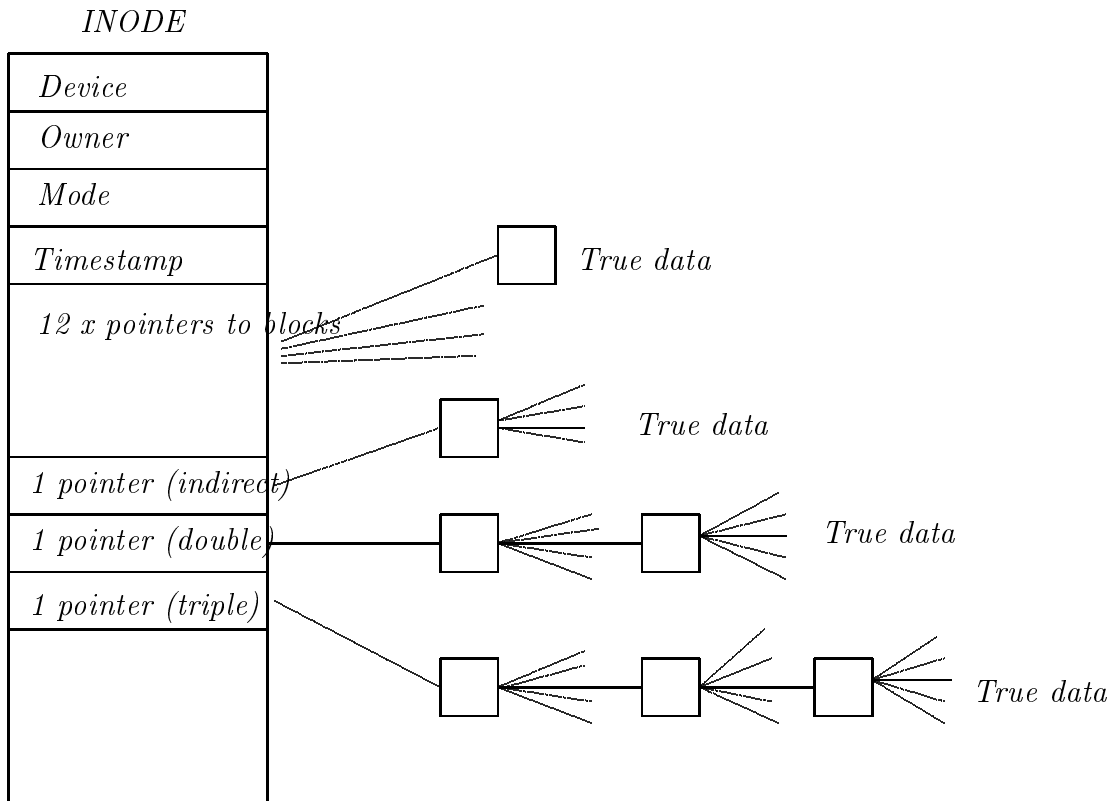 INODE
Device
Owner
Mode
Timestamp
True data
12 x pointers to blocks
True data
1 pointer (indirect)
1 pointer (double)
True data
1 pointer (triple)
True data